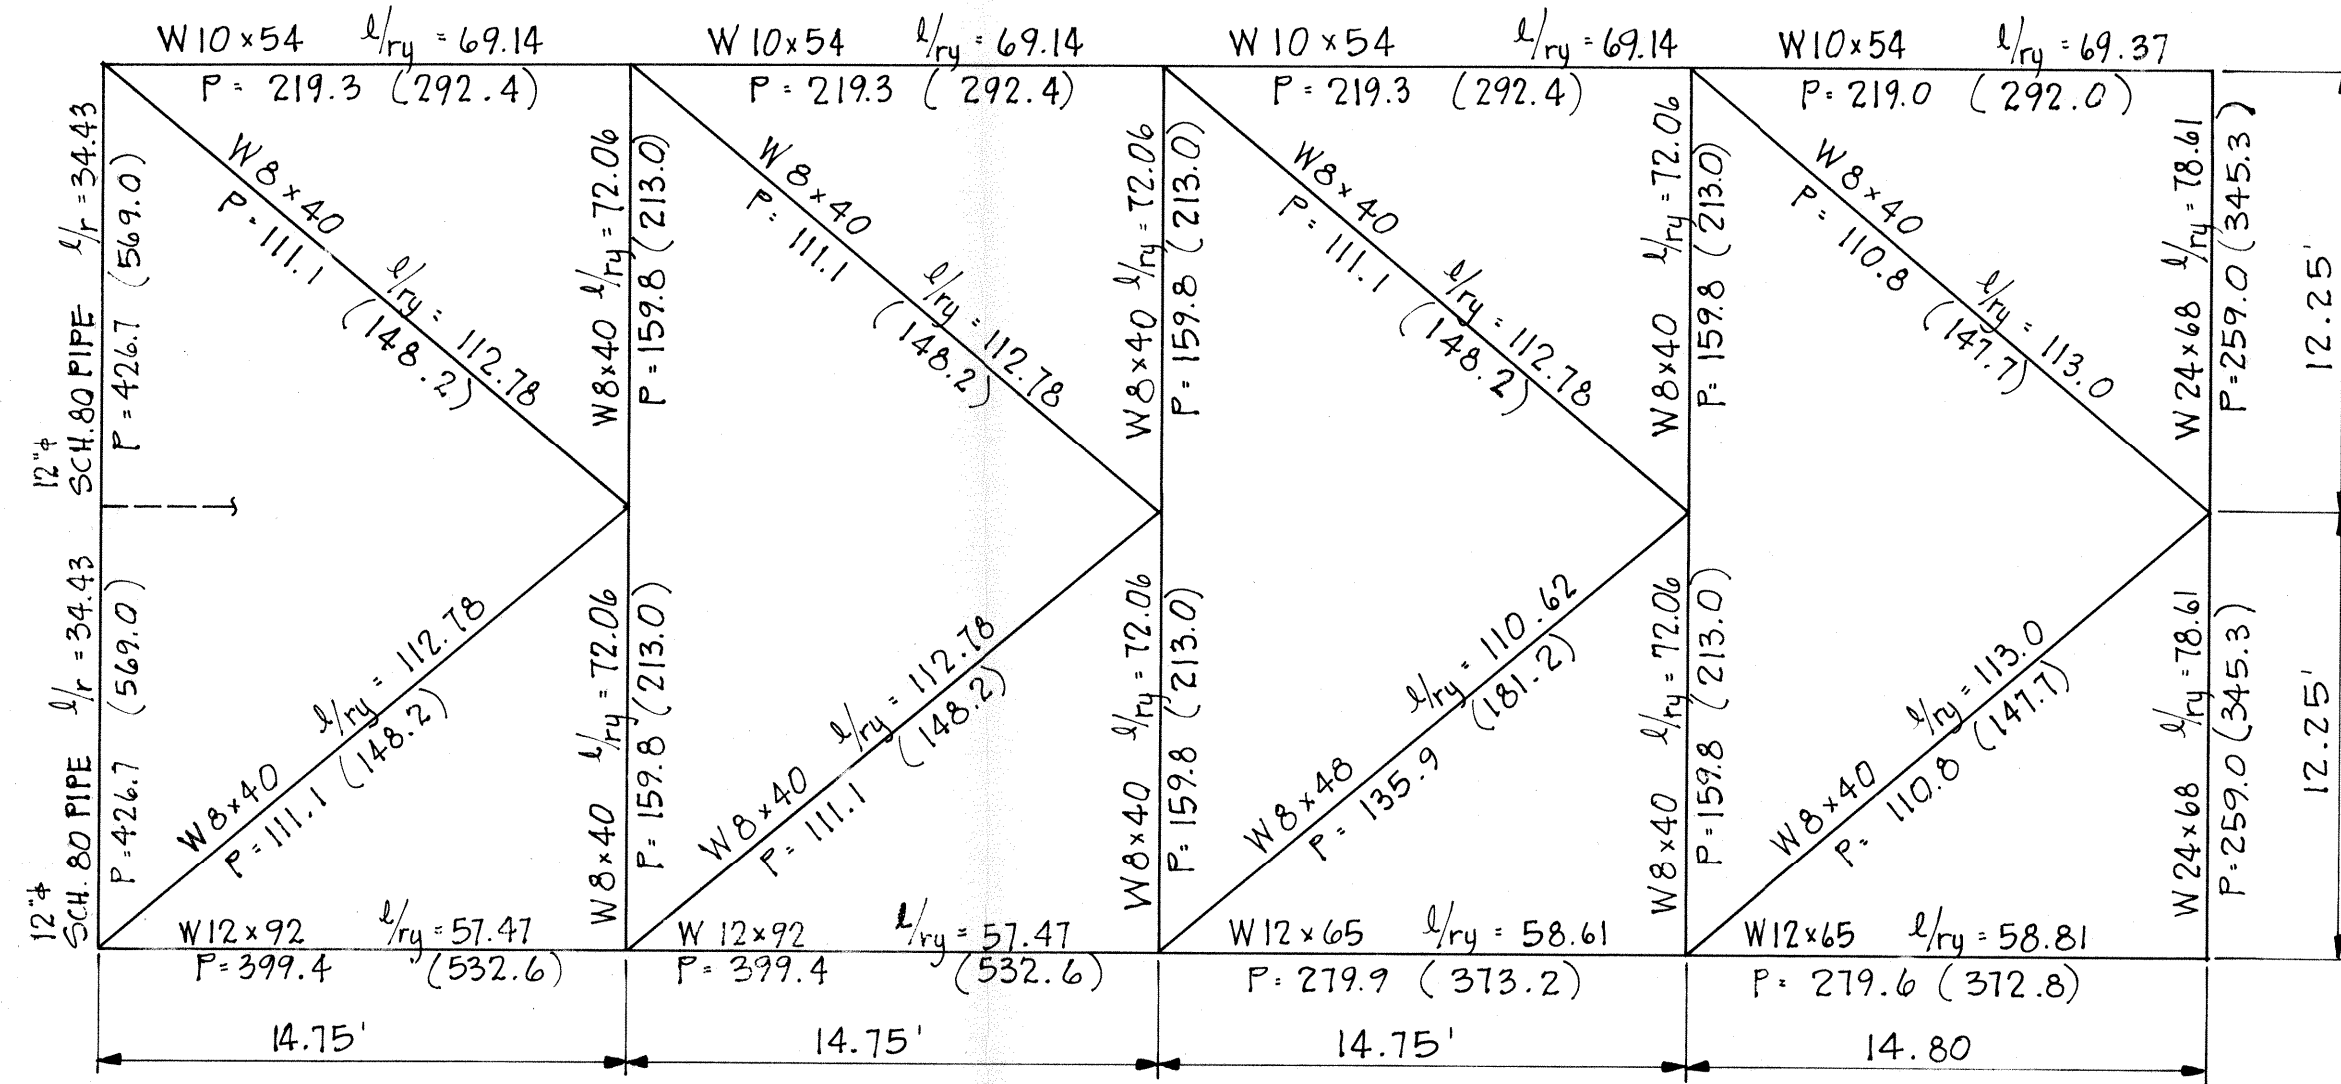 W10×54 l/ry = 69.14
P= 219.3 (292.4)
W10×54 l/ry = 69.14
P= 219.3 (292.4)
W10×54 l/ry = 69.14
P= 219.3 (292.4)
W10×54 l/ry = 69.37
P= 219.0 (292.0)
12"ϕ
SCH. 80 PIPE l/r = 34.43
P= 426.7 (569.0)
W8×40 l/ry = 112.78
P= 111.1 (148.2)
W8×40 l/ry = 72.06
P= 159.8 (213.0)
W8×40 l/ry = 112.78
P= 111.1 (148.2)
W8×40 l/ry = 72.06
P= 159.8 (213.0)
W8×40 l/ry = 112.78
P= 111.1 (148.2)
W8×40 l/ry = 72.06
P= 159.8 (213.0)
W8×40 l/ry = 113.0
P= 110.8 (147.7)
W24×68 l/ry = 78.61
P= 259.0 (345.3)
12.25'
12"ϕ
SCH. 80 PIPE l/r = 34.43
P= 426.7 (569.0)
W8×40 l/ry = 112.78
P= 111.1 (148.2)
W8×40 l/ry = 72.06
P= 159.8 (213.0)
W8×40 l/ry = 112.78
P= 111.1 (148.2)
W8×40 l/ry = 72.06
P= 159.8 (213.0)
W8×48 l/ry = 110.62
P= 135.9 (181.2)
W8×40 l/ry = 72.06
P= 159.8 (213.0)
W8×40 l/ry = 113.0
P= 110.8 (147.7)
W24×68 l/ry = 78.61
P= 259.0 (345.3)
12.25'
W12×92 l/ry = 57.47
P= 399.4 (532.6)
W12×92 l/ry = 57.47
P= 399.4 (532.6)
W12×65 l/ry = 58.61
P= 279.9 (373.2)
W12×65 l/ry = 58.81
P= 279.6 (372.8)
14.75'
14.75'
14.75'
14.80